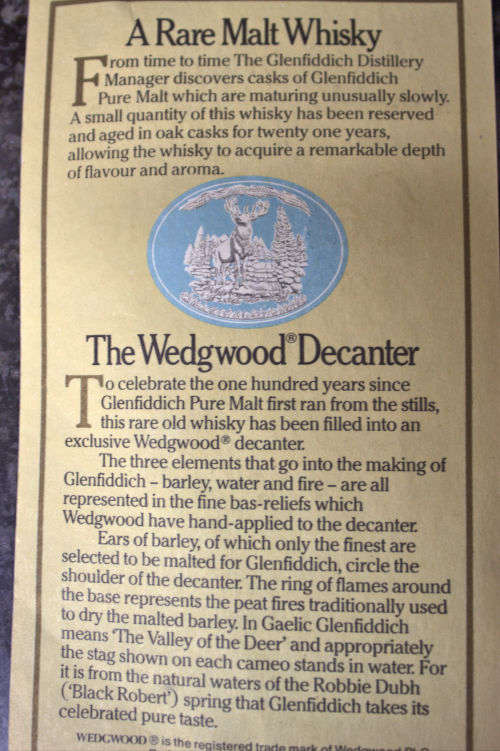 A Rare Malt Whisky
From time to time The Glenfiddich Distillery
Manager discovers casks of Glenfiddich
Pure Malt which are maturing unusually slowly.
A small quantity of this whisky has been reserved
and aged in oak casks for twenty one years,
allowing the whisky to acquire a remarkable depth
of flavour and aroma.
The Wedgwood® Decanter
To celebrate the one hundred years since
Glenfiddich Pure Malt first ran from the stills,
this rare old whisky has been filled into an
exclusive Wedgwood® decanter.
The three elements that go into the making of
Glenfiddich – barley, water and fire – are all
represented in the fine bas-reliefs which
Wedgwood have hand-applied to the decanter.
Ears of barley, of which only the finest are
selected to be malted for Glenfiddich, circle the
shoulder of the decanter. The ring of flames around
the base represents the peat fires traditionally used
to dry the malted barley. In Gaelic Glenfiddich
means 'The Valley of the Deer' and appropriately
the stag shown on each cameo stands in water. For
it is from the natural waters of the Robbie Dubh
('Black Robert') spring that Glenfiddich takes its
celebrated pure taste.
WEDGWOOD ® is the registered trade mark of Wedgwood